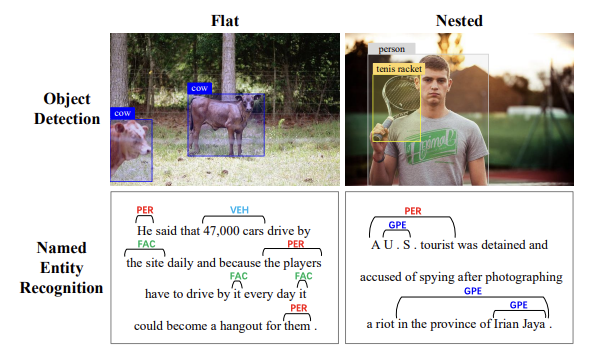 Flat
Nested
Object
Detection
cow
cow
person
tenis racket
Named
Entity
Recognition
PER
VEH
He said that 47,000 cars drive by
FAC
PER
the site daily and because the players
FAC
FAC
have to drive by it every day it
PER
could become a hangout for them .
PER
GPE
A U . S . tourist was detained and
accused of spying after photographing
GPE
GPE
a riot in the province of Irian Jaya .